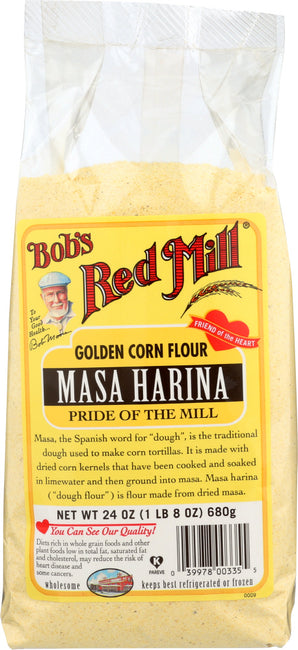 Bob's
Red Mill®
To
Your
Good
Health...
Bob Moore
FRIEND of the HEART
GOLDEN CORN FLOUR
MASA HARINA
PRIDE OF THE MILL
Masa, the Spanish word for "dough", is the traditional
dough used to make corn tortillas. It is made with
dried corn kernels that have been cooked and soaked
in limewater and then ground into masa. Masa harina
("dough flour") is flour made from dried masa.
NET WT 24 OZ (1 LB 8 OZ) 680g
You Can See Our Quality!
Diets rich in whole grain foods and other
plant foods low in total fat, saturated fat
and cholesterol, may reduce the risk of
heart disease and
some cancers.
K
PAREVE
0 39978 00335 5
wholesome
keeps best refrigerated or frozen
0009